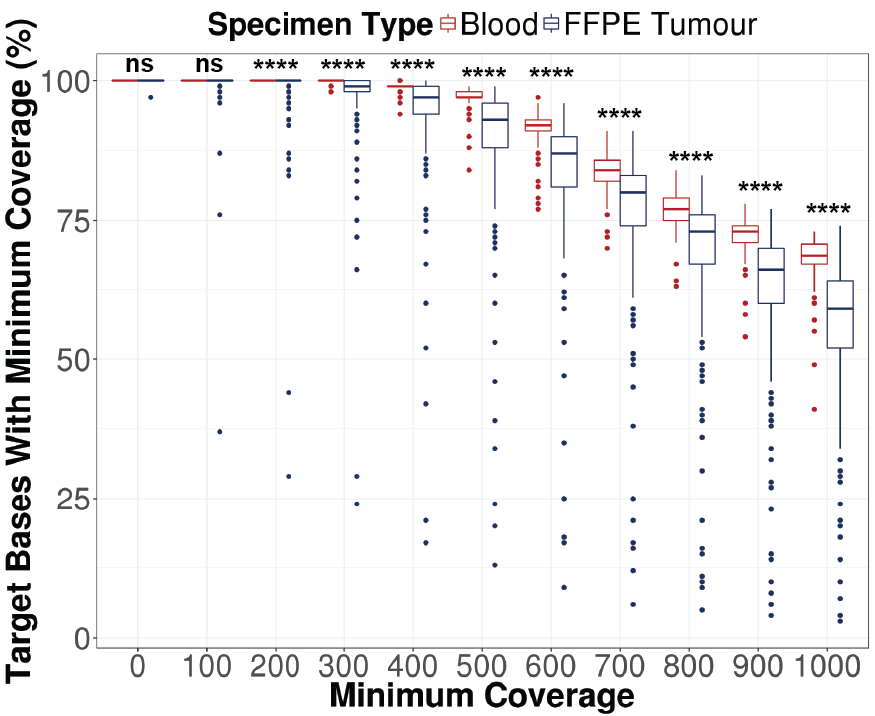 Specimen Type Blood FFPE Tumour
Target Bases With Minimum Coverage (%)
ns ns **** **** **** **** **** **** **** **** ****
100
75
50
25
0
0 100 200 300 400 500 600 700 800 900 1000
Minimum Coverage